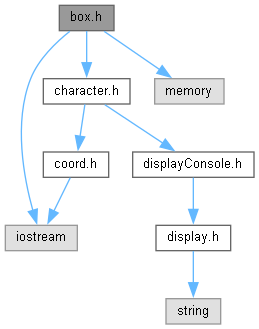 box.h
character.h
memory
coord.h
displayConsole.h
iostream
display.h
string